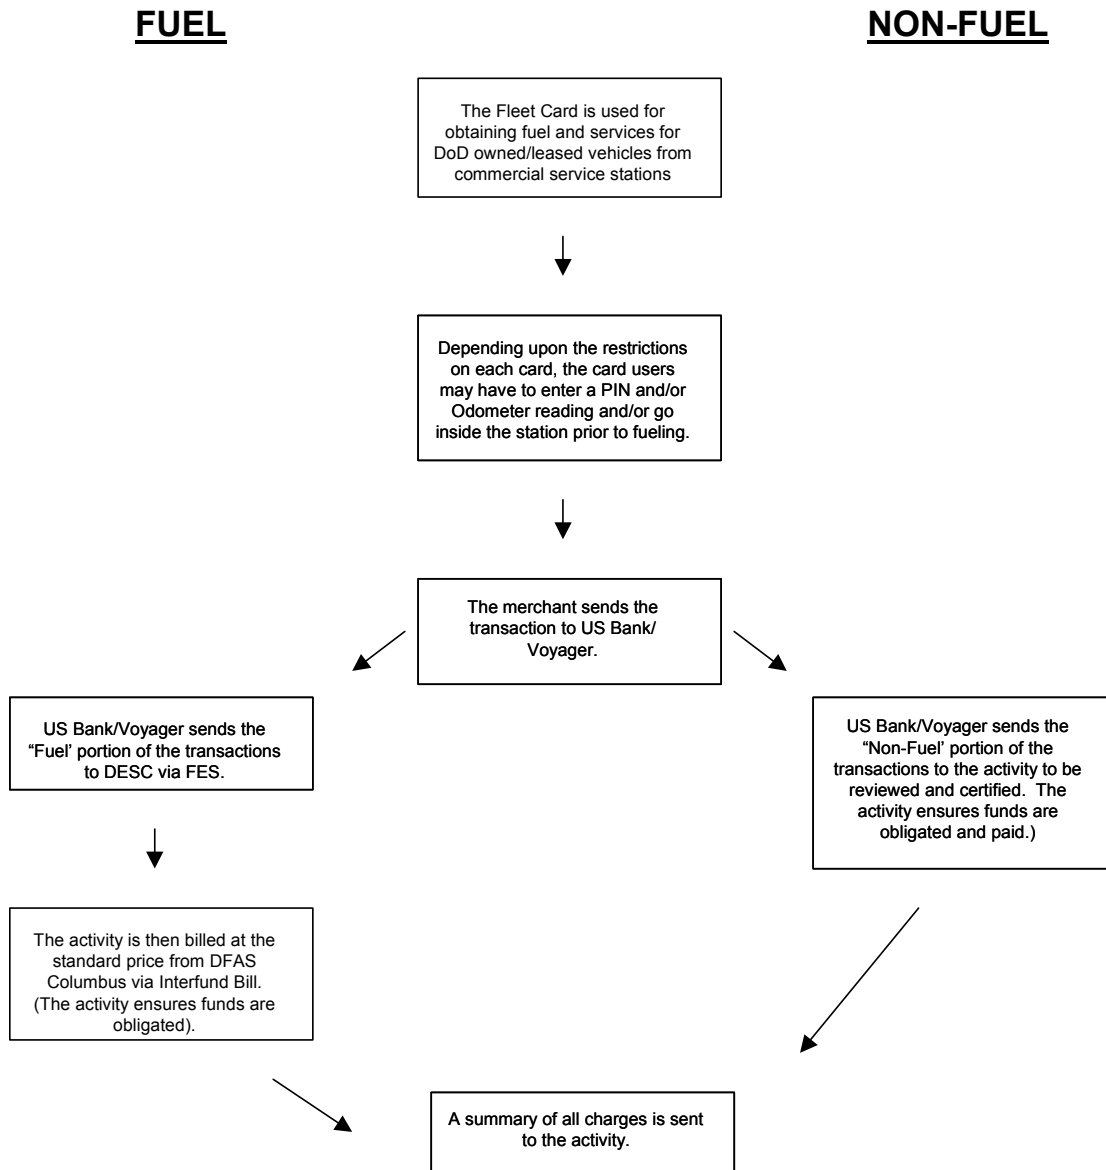 FUEL
NON-FUEL
The Fleet Card is used for
obtaining fuel and services for
DoD owned/leased vehicles from
commercial service stations
Depending upon the restrictions
on each card, the card users
may have to enter a PIN and/or
Odometer reading and/or go
inside the station prior to fueling.
The merchant sends the
transaction to US Bank/
Voyager.
US Bank/Voyager sends the
“Fuel’ portion of the transactions
to DESC via FES.
US Bank/Voyager sends the
“Non-Fuel’ portion of the
transactions to the activity to be
reviewed and certified.  The
activity ensures funds are
obligated and paid.)
The activity is then billed at the
standard price from DFAS
Columbus via Interfund Bill.
(The activity ensures funds are
obligated).
A summary of all charges is sent
to the activity.